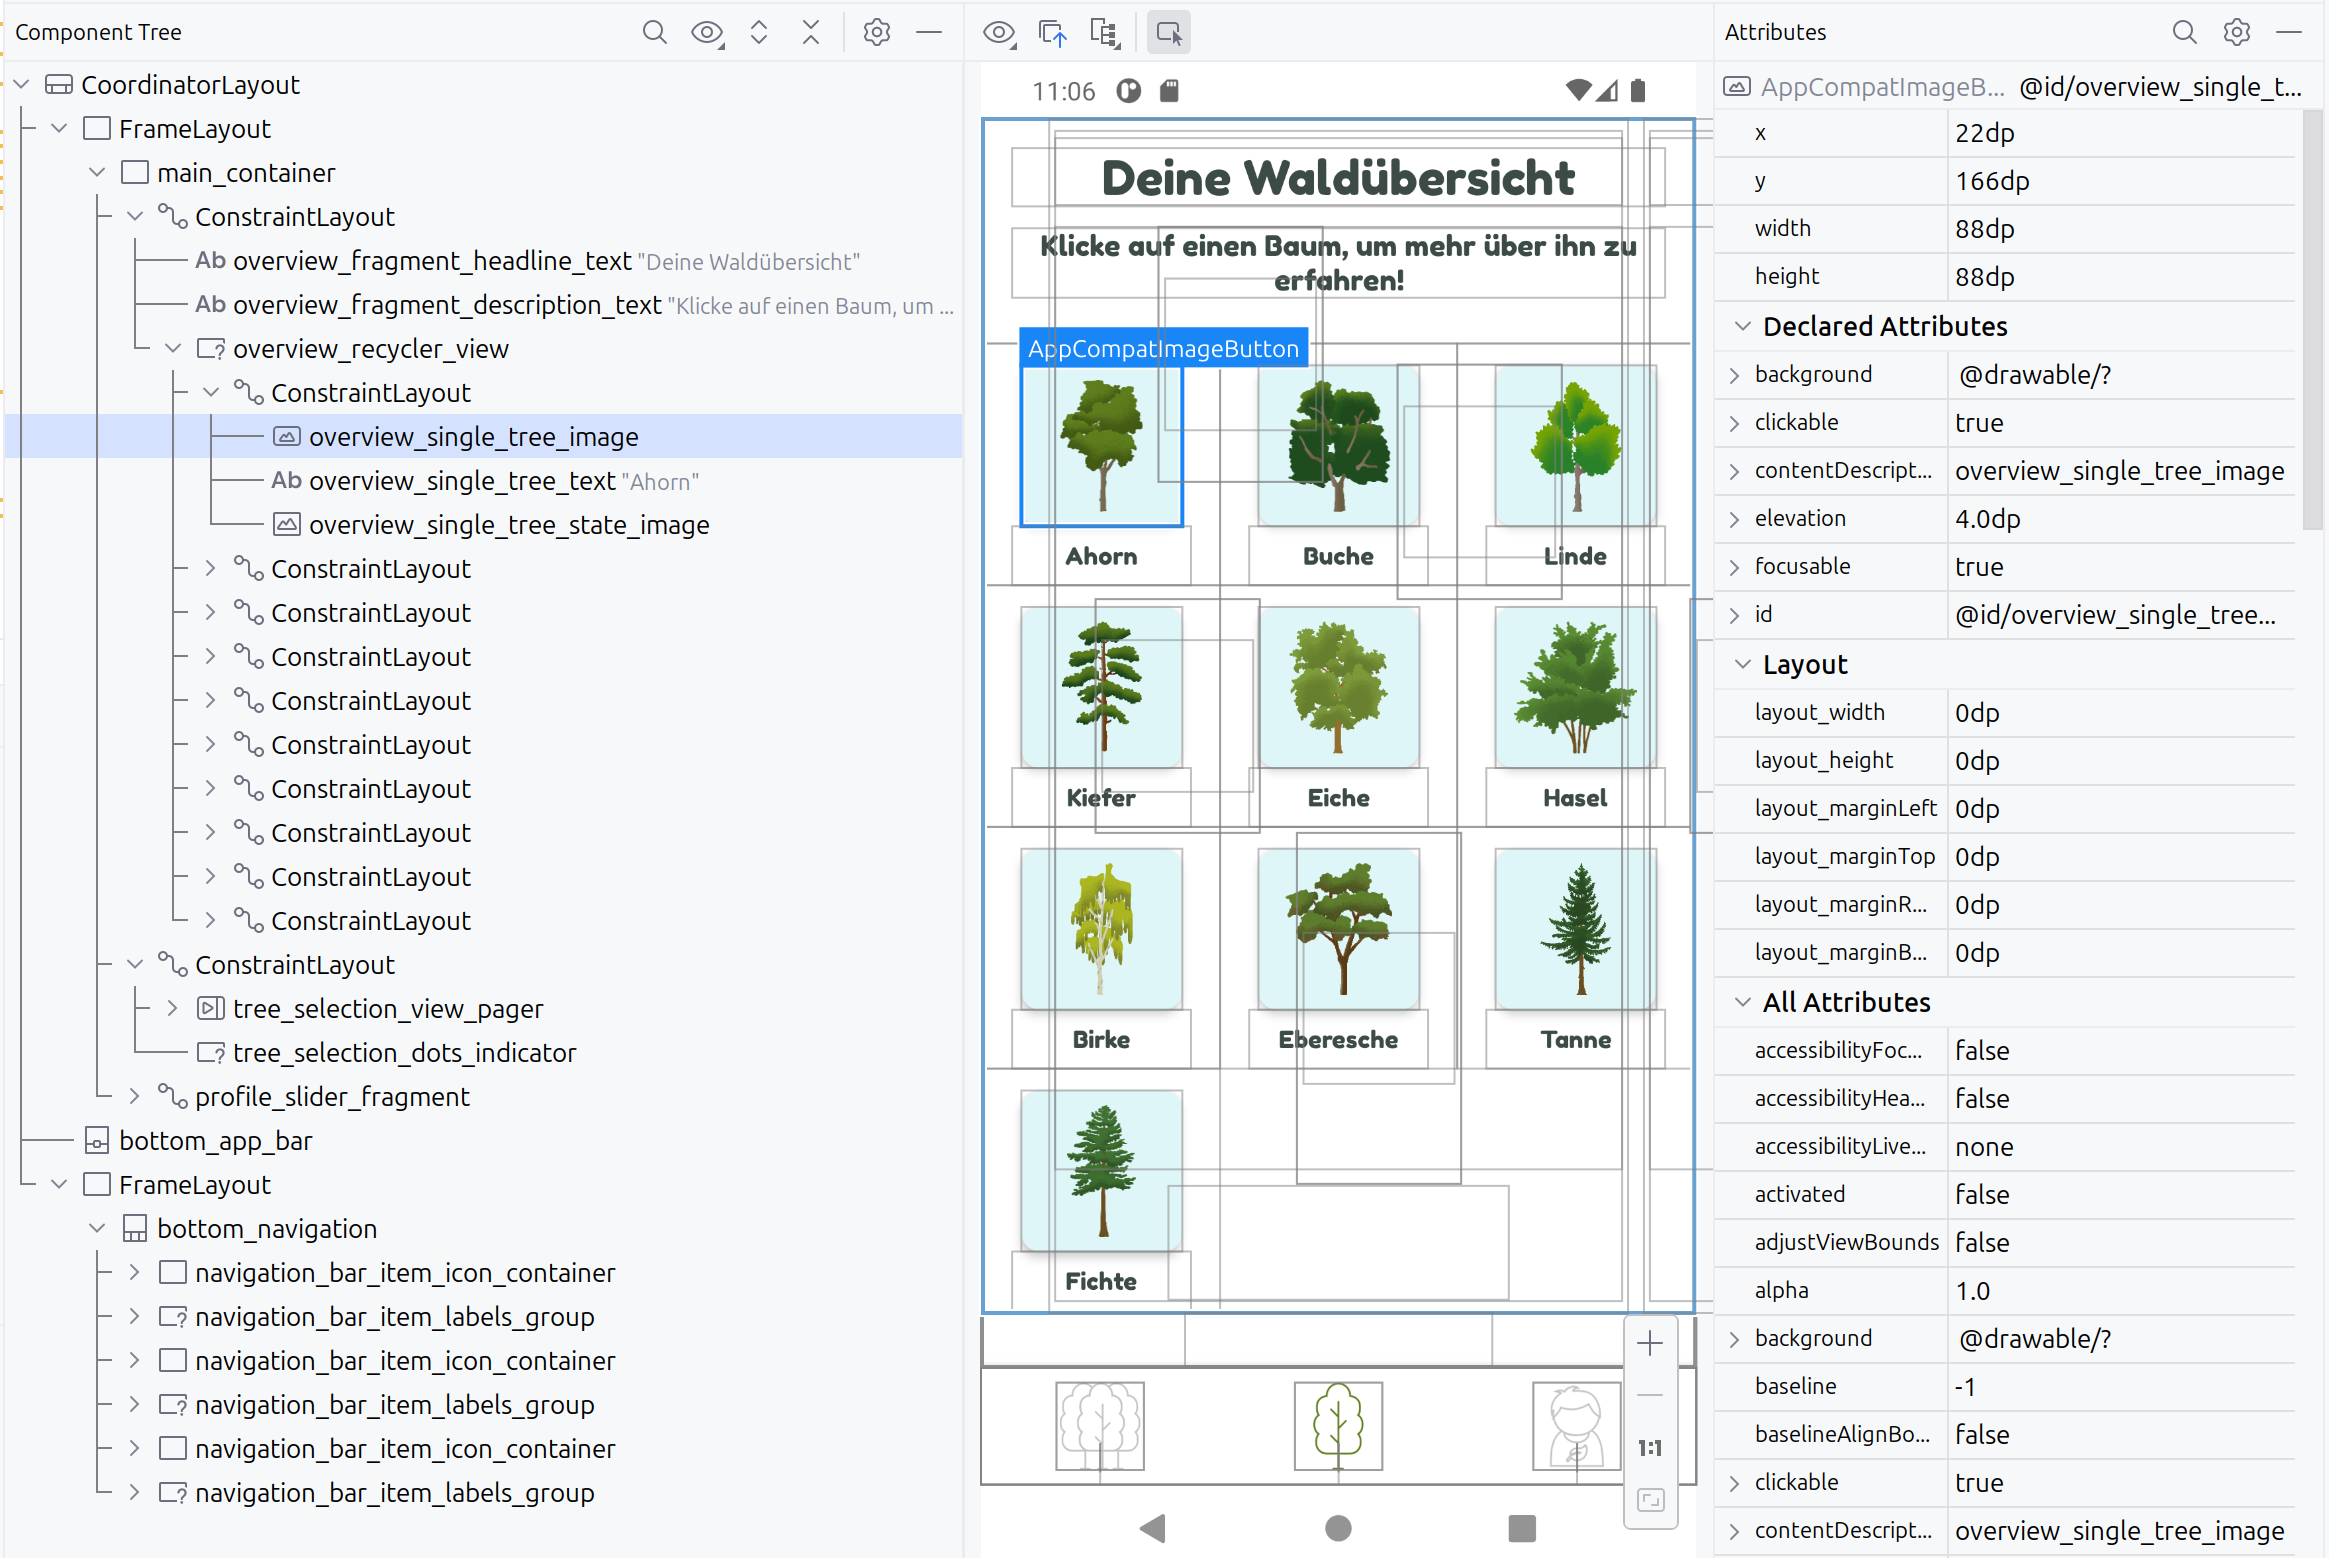 Component Tree
CoordinatorLayout
FrameLayout
main_container
ConstraintLayout
Ab overview_fragment_headline_text "Deine Waldübersicht"
Ab overview_fragment_description_text "Klicke auf einen Baum, um ...
overview_recycler_view
ConstraintLayout
overview_single_tree_image
Ab overview_single_tree_text "Ahorn"
overview_single_tree_state_image
ConstraintLayout
ConstraintLayout
ConstraintLayout
ConstraintLayout
ConstraintLayout
ConstraintLayout
ConstraintLayout
ConstraintLayout
ConstraintLayout
ConstraintLayout
tree_selection_view_pager
tree_selection_dots_indicator
profile_slider_fragment
bottom_app_bar
FrameLayout
bottom_navigation
navigation_bar_item_icon_container
navigation_bar_item_labels_group
navigation_bar_item_icon_container
navigation_bar_item_labels_group
navigation_bar_item_icon_container
navigation_bar_item_labels_group
11:06
Deine Waldübersicht
Klicke auf einen Baum, um mehr über ihn zu
erfahren!
AppCompatImageButton
Ahorn Buche Linde
Kiefer Eiche Hasel
Birke Eberesche Tanne
Fichte
1:1
Attributes
AppCompatImageB... @id/overview_single_t...
x 22dp
y 166dp
width 88dp
height 88dp
Declared Attributes
background @drawable/?
clickable true
contentDescript... overview_single_tree_image
elevation 4.0dp
focusable true
id @id/overview_single_tree...
Layout
layout_width 0dp
layout_height 0dp
layout_marginLeft 0dp
layout_marginTop 0dp
layout_marginR... 0dp
layout_marginB... 0dp
All Attributes
accessibilityFoc... false
accessibilityHea... false
accessibilityLive... none
activated false
adjustViewBounds false
alpha 1.0
background @drawable/?
baseline -1
baselineAlignBo... false
clickable true
contentDescript... overview_single_tree_image